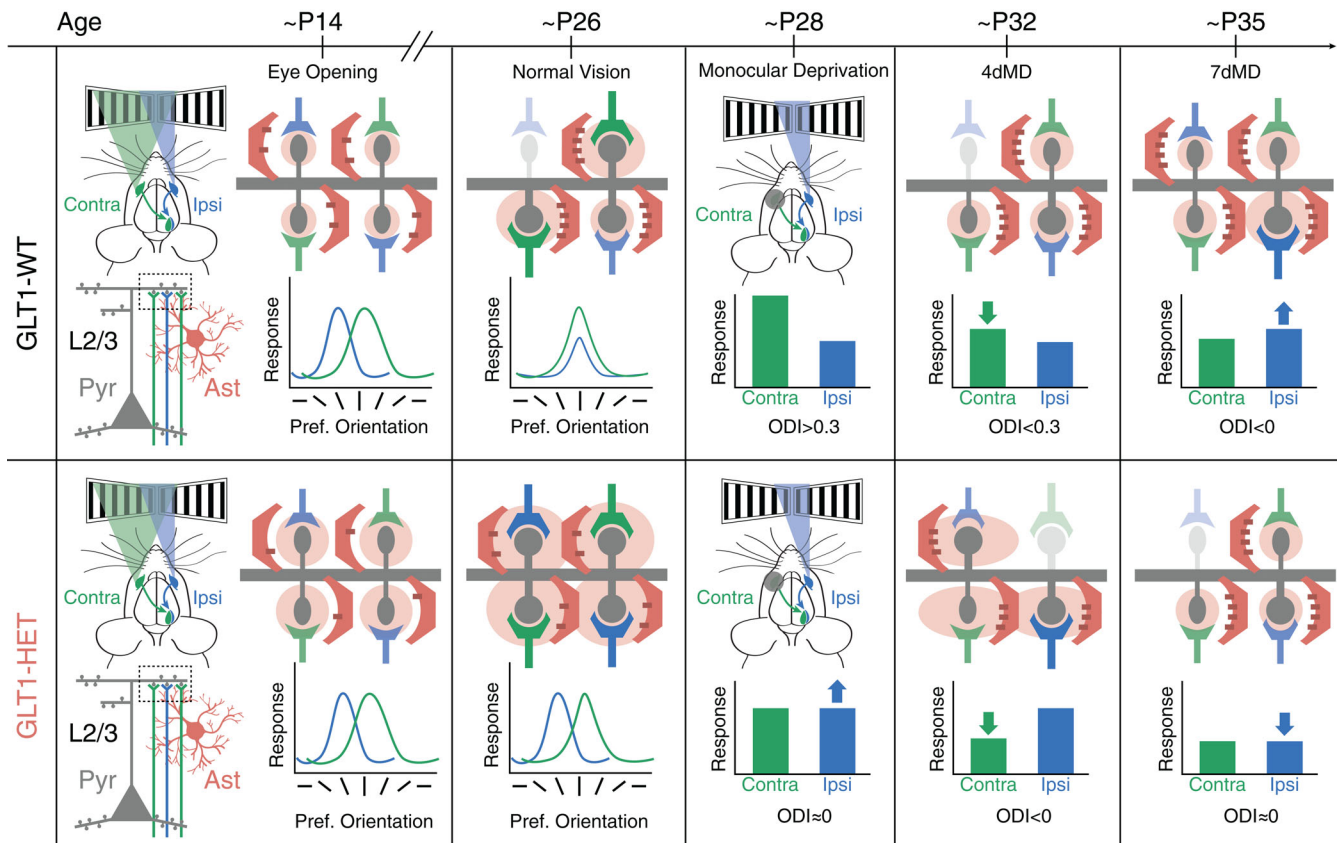 Age ~P14 ~P26 ~P28 ~P32 ~P35
Eye Opening Normal Vision Monocular Deprivation 4dMD 7dMD
GLT1-WT
Contra Ipsi
L2/3
Pyr Ast
Response
Pref. Orientation
Response
Pref. Orientation
Contra Ipsi
Response
Contra Ipsi
ODI>0.3
Response
Contra Ipsi
ODI<0.3
Response
Contra Ipsi
ODI<0
GLT1-HET
Contra Ipsi
L2/3
Pyr Ast
Response
Pref. Orientation
Response
Pref. Orientation
Contra Ipsi
Response
Contra Ipsi
ODI≈0
Response
Contra Ipsi
ODI<0
Response
Contra Ipsi
ODI≈0